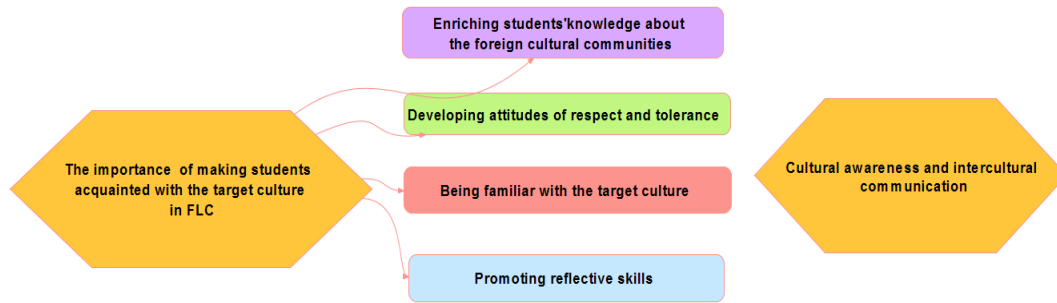 The importance of making students
acquainted with the target culture
in FLC
Enriching students'knowledge about
the foreign cultural communities
Developing attitudes of respect and tolerance
Being familiar with the target culture
Promoting reflective skills
Cultural awareness and intercultural
communication